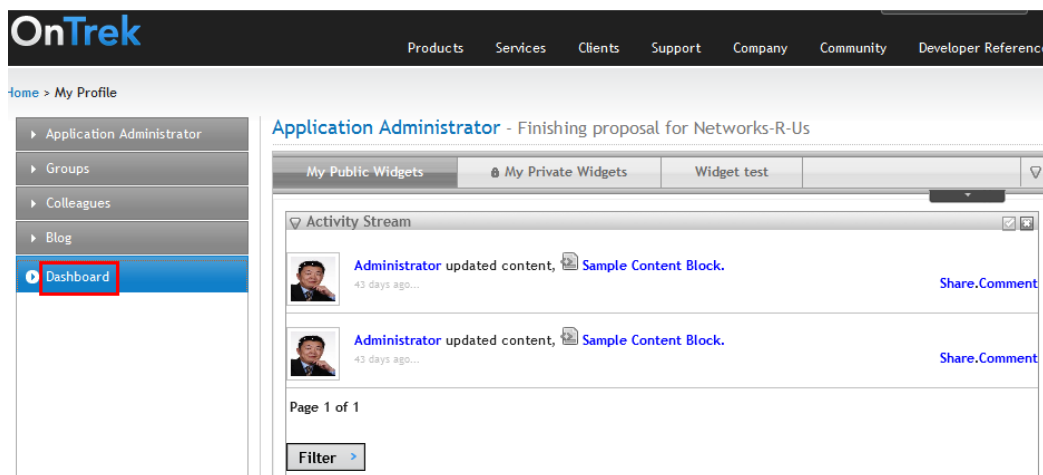 OnTrek
Products Services Clients Support Company Community Developer Reference
Home > My Profile
Application Administrator
Groups
Colleagues
Blog
Dashboard
Application Administrator - Finishing proposal for Networks-R-Us
My Public Widgets My Private Widgets Widget test
Activity Stream
Administrator updated content, Sample Content Block.
43 days ago...
Share.Comment
Administrator updated content, Sample Content Block.
43 days ago...
Share.Comment
Page 1 of 1
Filter >